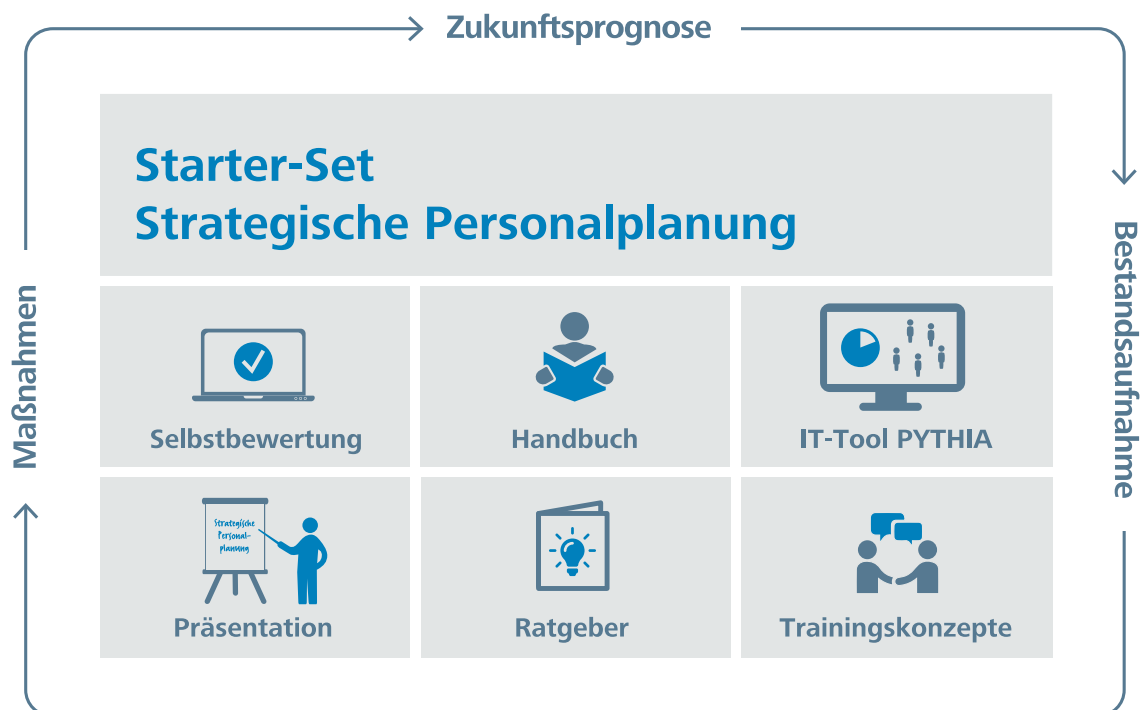 Zukunftsprognose
Starter-Set
Strategische Personalplanung
Maßnahmen
Bestandsaufnahme
Selbstbewertung
Handbuch
IT-Tool PYTHIA
Strategische
Personal-
planung
Präsentation
Ratgeber
Trainingskonzepte